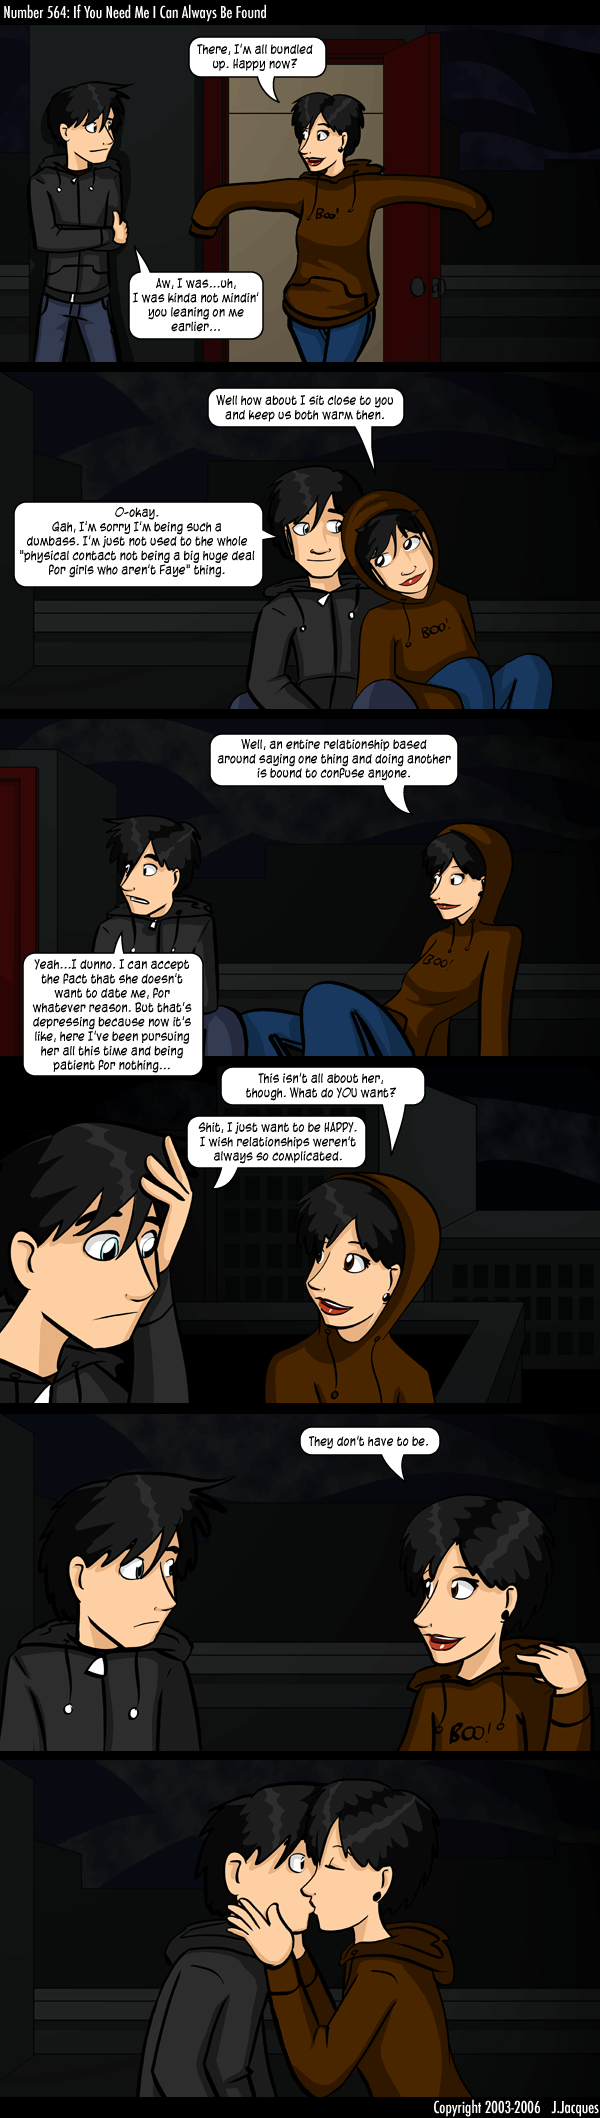 Number 564: If You Need Me I Can Always Be Found
There, I'm all bundled
up. Happy now?
BOO!
Aw, I was...uh,
I was kinda not mindin'
you leaning on me
earlier...
Well how about I sit close to you
and keep us both warm then.
O-okay.
Gah, I'm sorry I'm being such a
dumbass. I'm just not used to the whole
"physical contact not being a big huge deal
for girls who aren't Faye" thing.
BOO!
Well, an entire relationship based
around saying one thing and doing another
is bound to confuse anyone.
BOO!
Yeah...I dunno. I can accept
the fact that she doesn't
want to date me, for
whatever reason. But that's
depressing because now it's
like, here I've been pursuing
her all this time and being
patient for nothing...
This isn't all about her,
though. What do YOU want?
Shit, I just want to be HAPPY.
I wish relationships weren't
always so complicated.
They don't have to be.
BOO!
Copyright 2003-2006 J.Jacques